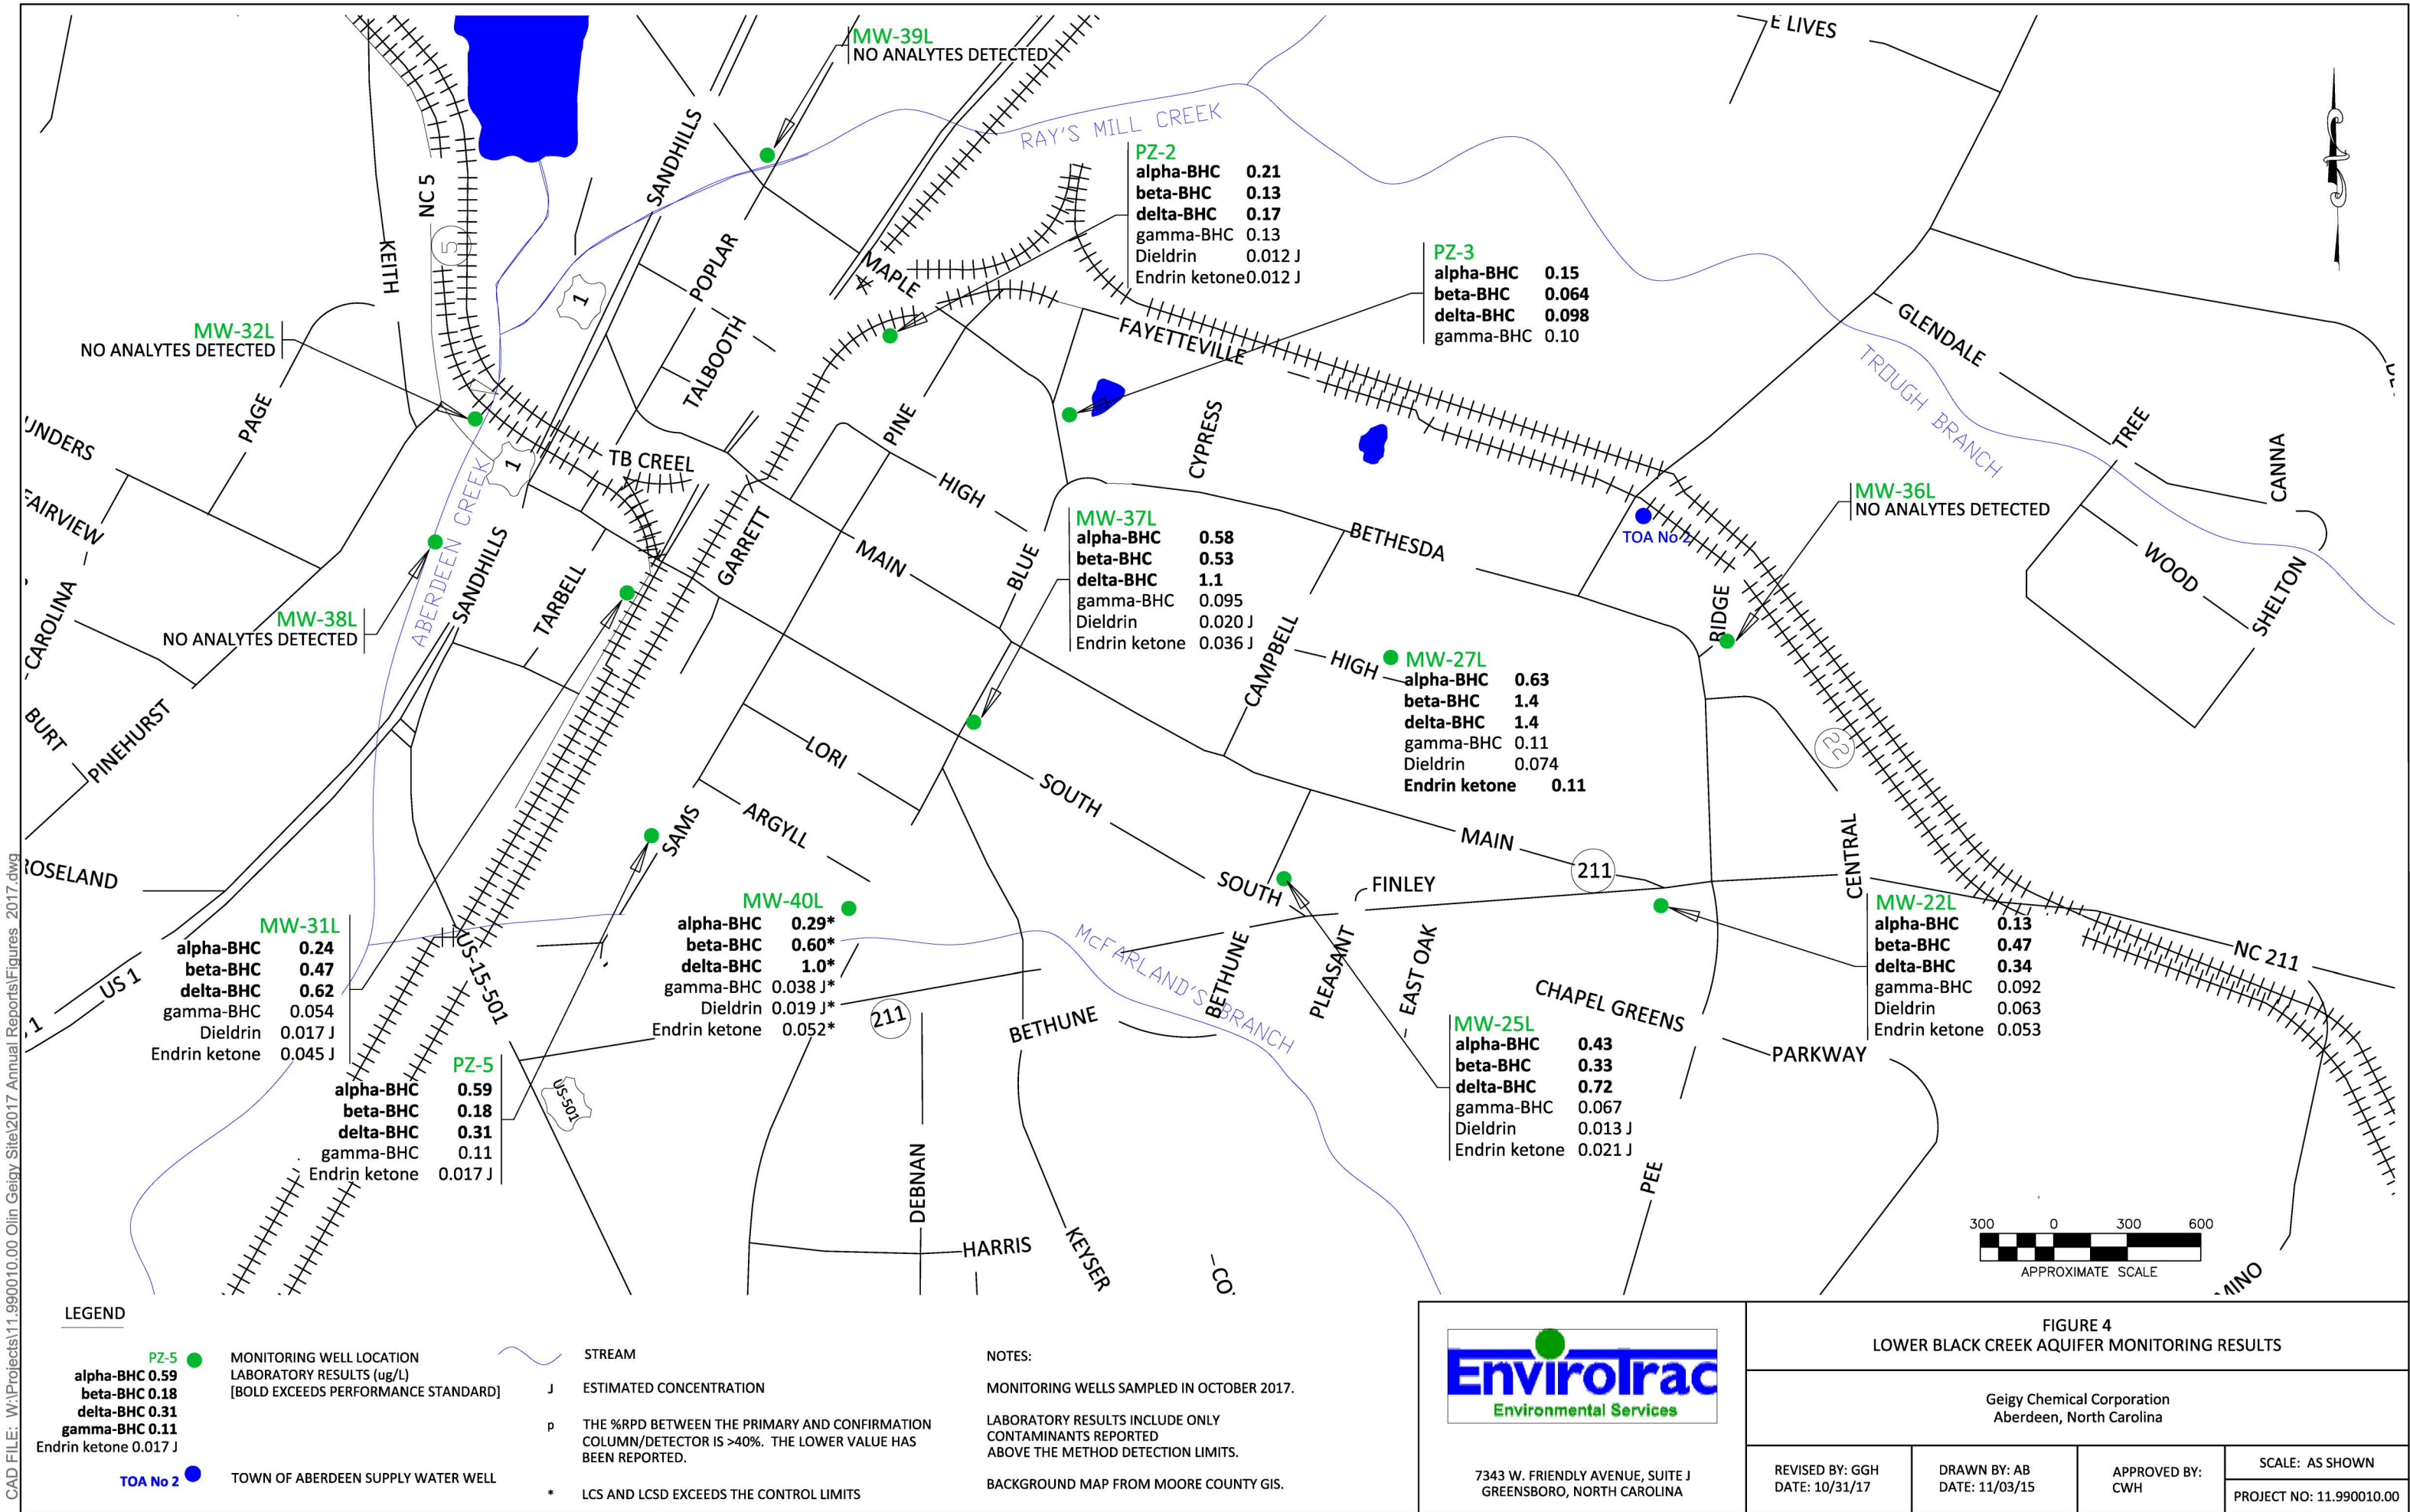 E LIVES
MW-39L
NO ANALYTES DETECTED
SANDHILLS
RAY'S MILL CREEK
NC 5
5
KEITH
POPLAR
MAPLE
1
TALBOOTH
PZ-2
alpha-BHC 0.21
beta-BHC 0.13
delta-BHC 0.17
gamma-BHC 0.13
Dieldrin 0.012 J
Endrin ketone 0.012 J
PZ-3
alpha-BHC 0.15
beta-BHC 0.064
delta-BHC 0.098
gamma-BHC 0.10
FAYETTEVILLE
GLENDALE
TROUGH BRANCH
TREE
CANNA
WOOD
SHELTON
MW-32L
NO ANALYTES DETECTED
PAGE
UNDERS
FAIRVIEW
CAROLINA
BURT
PINEHURST
ROSELAND
1
TB CREEL
PINE
HIGH
CYPRESS
BETHESDA
TOA No 2
MW-36L
NO ANALYTES DETECTED
RIDGE
ABERDEEN CREEK
SANDHILLS
TARBELL
GARRETT
MAIN
BLUE
MW-38L
NO ANALYTES DETECTED
MW-37L
alpha-BHC 0.58
beta-BHC 0.53
delta-BHC 1.1
gamma-BHC 0.095
Dieldrin 0.020 J
Endrin ketone 0.036 J
CAMPBELL
HIGH
MW-27L
alpha-BHC 0.63
beta-BHC 1.4
delta-BHC 1.4
gamma-BHC 0.11
Dieldrin 0.074
Endrin ketone 0.11
22
LORI
SOUTH
ARGYLL
SAMS
MAIN
211
CENTRAL
SOUTH
FINLEY
US 1
1
MW-31L
alpha-BHC 0.24
beta-BHC 0.47
delta-BHC 0.62
gamma-BHC 0.054
Dieldrin 0.017 J
Endrin ketone 0.045 J
US-15-501
MW-40L
alpha-BHC 0.29*
beta-BHC 0.60*
delta-BHC 1.0*
gamma-BHC 0.038 J*
Dieldrin 0.019 J*
Endrin ketone 0.052*
211
McFARLAND'S BRANCH
BETHUNE
BETHUNE
PLEASANT
EAST OAK
CHAPEL GREENS
PARKWAY
MW-22L
alpha-BHC 0.13
beta-BHC 0.47
delta-BHC 0.34
gamma-BHC 0.092
Dieldrin 0.063
Endrin ketone 0.053
NC 211
MW-25L
alpha-BHC 0.43
beta-BHC 0.33
delta-BHC 0.72
gamma-BHC 0.067
Dieldrin 0.013 J
Endrin ketone 0.021 J
PZ-5
alpha-BHC 0.59
beta-BHC 0.18
delta-BHC 0.31
gamma-BHC 0.11
Endrin ketone 0.017 J
US-501
DEBNAN
HARRIS
KEYSER
CO
PEE
MINO
300 0 300 600
APPROXIMATE SCALE
CAD FILE: W:\Projects\11.990010.00 Olin Geigy Site\2017 Annual Reports\Figures 2017.dwg
LEGEND
PZ-5
alpha-BHC 0.59
beta-BHC 0.18
delta-BHC 0.31
gamma-BHC 0.11
Endrin ketone 0.017 J
MONITORING WELL LOCATION
LABORATORY RESULTS (ug/L)
[BOLD EXCEEDS PERFORMANCE STANDARD]
TOA No 2
TOWN OF ABERDEEN SUPPLY WATER WELL
STREAM
J ESTIMATED CONCENTRATION
p THE %RPD BETWEEN THE PRIMARY AND CONFIRMATION
COLUMN/DETECTOR IS >40%. THE LOWER VALUE HAS
BEEN REPORTED.
* LCS AND LCSD EXCEEDS THE CONTROL LIMITS
NOTES:
MONITORING WELLS SAMPLED IN OCTOBER 2017.
LABORATORY RESULTS INCLUDE ONLY
CONTAMINANTS REPORTED
ABOVE THE METHOD DETECTION LIMITS.
BACKGROUND MAP FROM MOORE COUNTY GIS.
EnviroTrac
Environmental Services
7343 W. FRIENDLY AVENUE, SUITE J
GREENSBORO, NORTH CAROLINA
FIGURE 4
LOWER BLACK CREEK AQUIFER MONITORING RESULTS
Geigy Chemical Corporation
Aberdeen, North Carolina
REVISED BY: GGH
DATE: 10/31/17
DRAWN BY: AB
DATE: 11/03/15
APPROVED BY:
CWH
SCALE: AS SHOWN
PROJECT NO: 11.990010.00